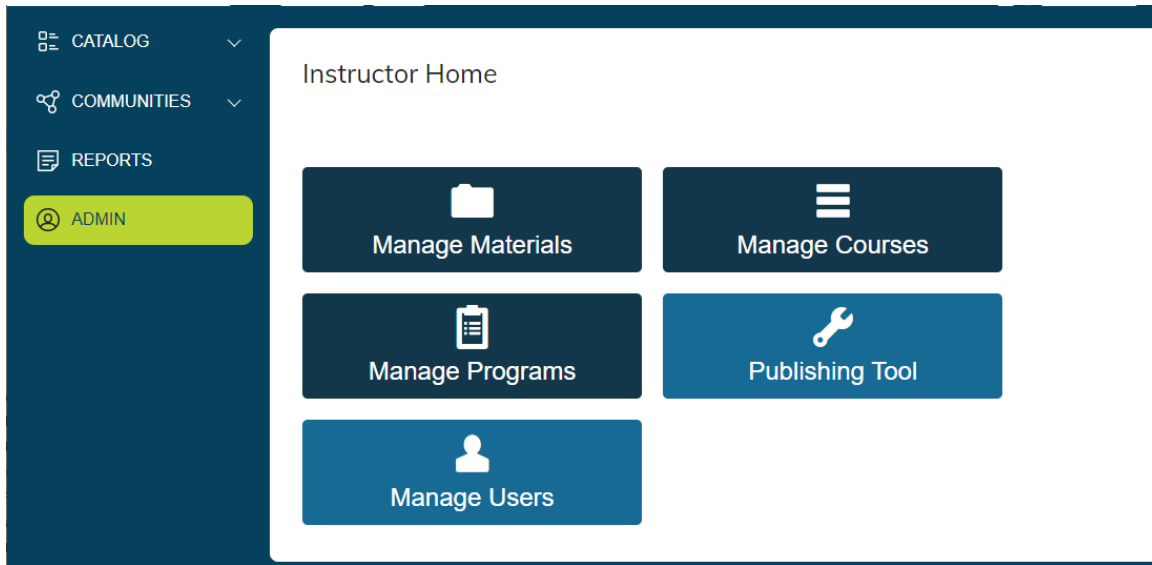 CATALOG
COMMUNITIES
REPORTS
ADMIN
Instructor Home
Manage Materials
Manage Courses
Manage Programs
Publishing Tool
Manage Users